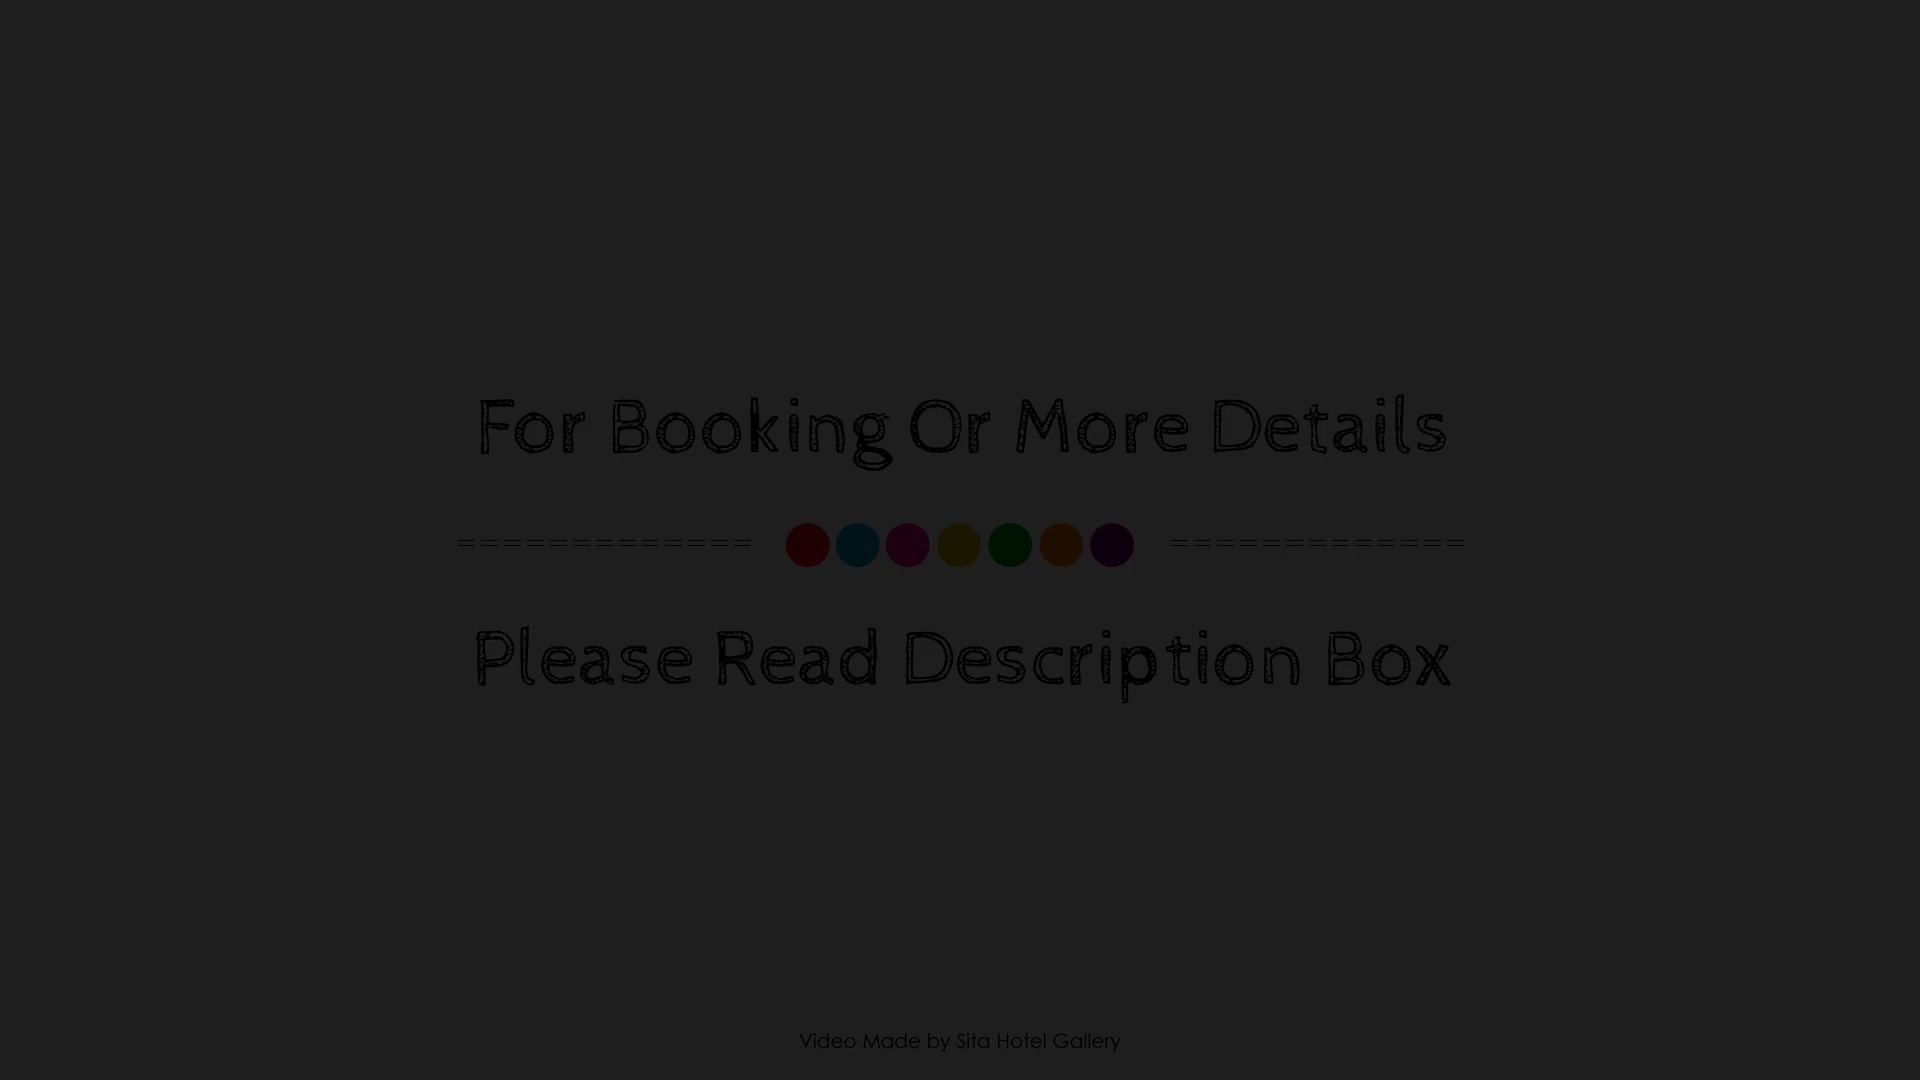 For Booking Or More Details
============= =============
Please Read Description Box
Video Made by Sita Hotel Gallery